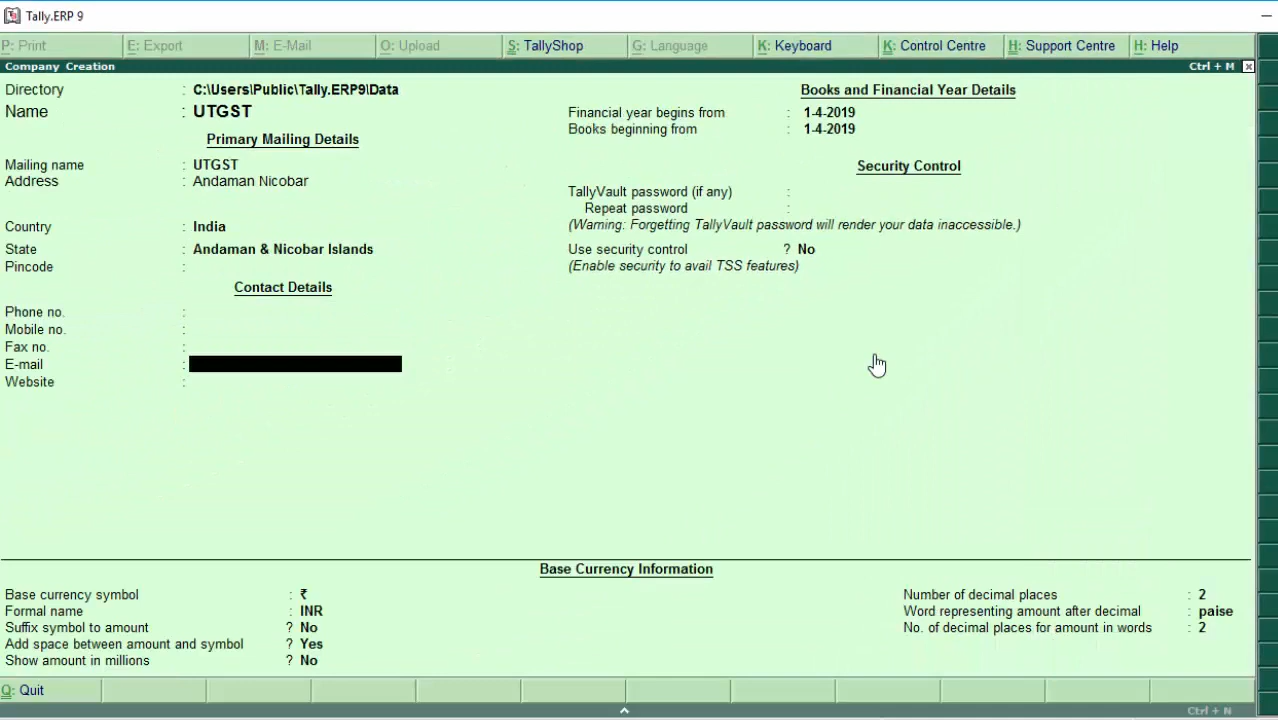 Tally.ERP 9
P: Print E: Export M: E-Mail O: Upload S: TallyShop G: Language K: Keyboard K: Control Centre H: Support Centre H: Help
Company Creation Ctrl + M
Directory : C:\Users\Public\Tally.ERP9\Data
Name : UTGST
Primary Mailing Details
Mailing name : UTGST
Address : Andaman Nicobar
Country : India
State : Andaman & Nicobar Islands
Pincode :
Contact Details
Phone no. :
Mobile no. :
Fax no. :
E-mail :
Website :
Books and Financial Year Details
Financial year begins from : 1-4-2019
Books beginning from : 1-4-2019
Security Control
TallyVault password (if any) :
Repeat password :
(Warning: Forgetting TallyVault password will render your data inaccessible.)
Use security control ? No
(Enable security to avail TSS features)
Base Currency Information
Base currency symbol : ₹
Formal name : INR
Suffix symbol to amount ? No
Add space between amount and symbol ? Yes
Show amount in millions ? No
Number of decimal places : 2
Word representing amount after decimal : paise
No. of decimal places for amount in words : 2
Q: Quit
Ctrl + N